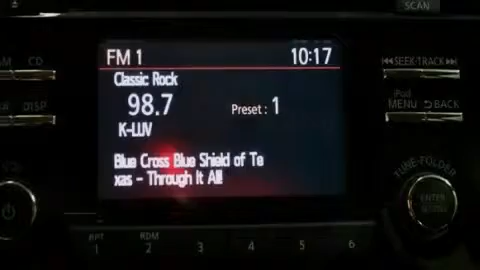 SCAN
FM 1 10:17
CD SEEK·TRACK
Classic Rock
98.7 Preset : 1
iPod
DISP MENU BACK
K-LUV
Blue Cross Blue Shield of Te
xas - Through It All!
TUNE·FOLDER
ENTER
RPT RDM
1 2 3 4 5 6